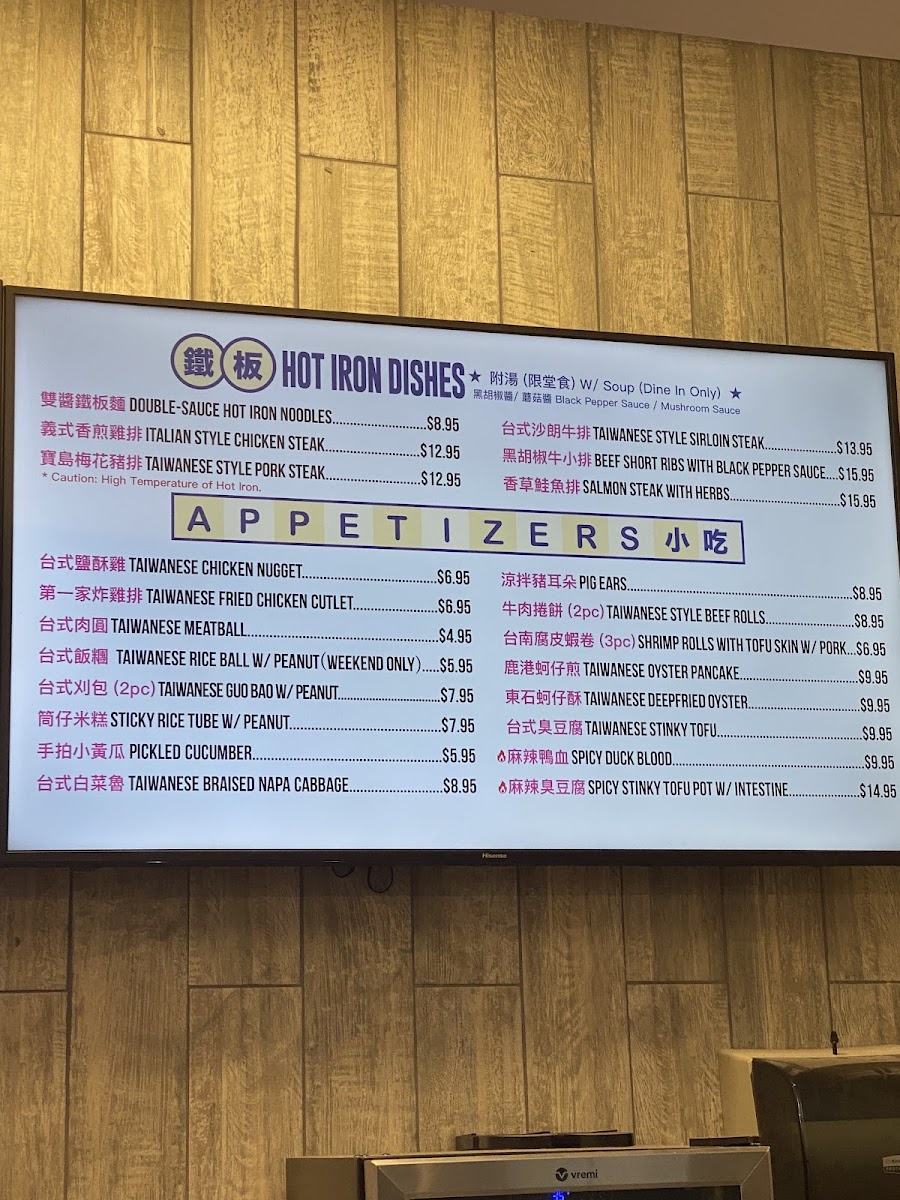 鐵板 HOT IRON DISHES ★ 附湯 (限堂食) W/ Soup (Dine In Only) ★
黑胡椒醬/ 蘑菇醬 Black Pepper Sauce / Mushroom Sauce
雙醬鐵板麵 DOUBLE-SAUCE HOT IRON NOODLES...$8.95
義式香煎雞排 ITALIAN STYLE CHICKEN STEAK...$12.95
寶島梅花豬排 TAIWANESE STYLE PORK STEAK...$12.95
* Caution: High Temperature of Hot Iron.
台式沙朗牛排 TAIWANESE STYLE SIRLOIN STEAK...$13.95
黑胡椒牛小排 BEEF SHORT RIBS WITH BLACK PEPPER SAUCE...$15.95
香草鮭魚排 SALMON STEAK WITH HERBS...$15.95
APPETIZERS 小吃
台式鹽酥雞 TAIWANESE CHICKEN NUGGET...$6.95
第一家炸雞排 TAIWANESE FRIED CHICKEN CUTLET...$6.95
台式肉圓 TAIWANESE MEATBALL...$4.95
台式飯糰 TAIWANESE RICE BALL W/ PEANUT(WEEKEND ONLY)...$5.95
台式刈包 (2pc) TAIWANESE GUO BAO W/ PEANUT...$7.95
筒仔米糕 STICKY RICE TUBE W/ PEANUT...$7.95
手拍小黃瓜 PICKLED CUCUMBER...$5.95
台式白菜魯 TAIWANESE BRAISED NAPA CABBAGE...$8.95
涼拌豬耳朵 PIG EARS...$8.95
牛肉捲餅 (2pc) TAIWANESE STYLE BEEF ROLLS...$8.95
台南腐皮蝦卷 (3pc) SHRIMP ROLLS WITH TOFU SKIN W/ PORK...$6.95
鹿港蚵仔煎 TAIWANESE OYSTER PANCAKE...$9.95
東石蚵仔酥 TAIWANESE DEEPFRIED OYSTER...$9.95
台式臭豆腐 TAIWANESE STINKY TOFU...$9.95
麻辣鴨血 SPICY DUCK BLOOD...$9.95
麻辣臭豆腐 SPICY STINKY TOFU POT W/ INTESTINE...$14.95
Hisense
vremi